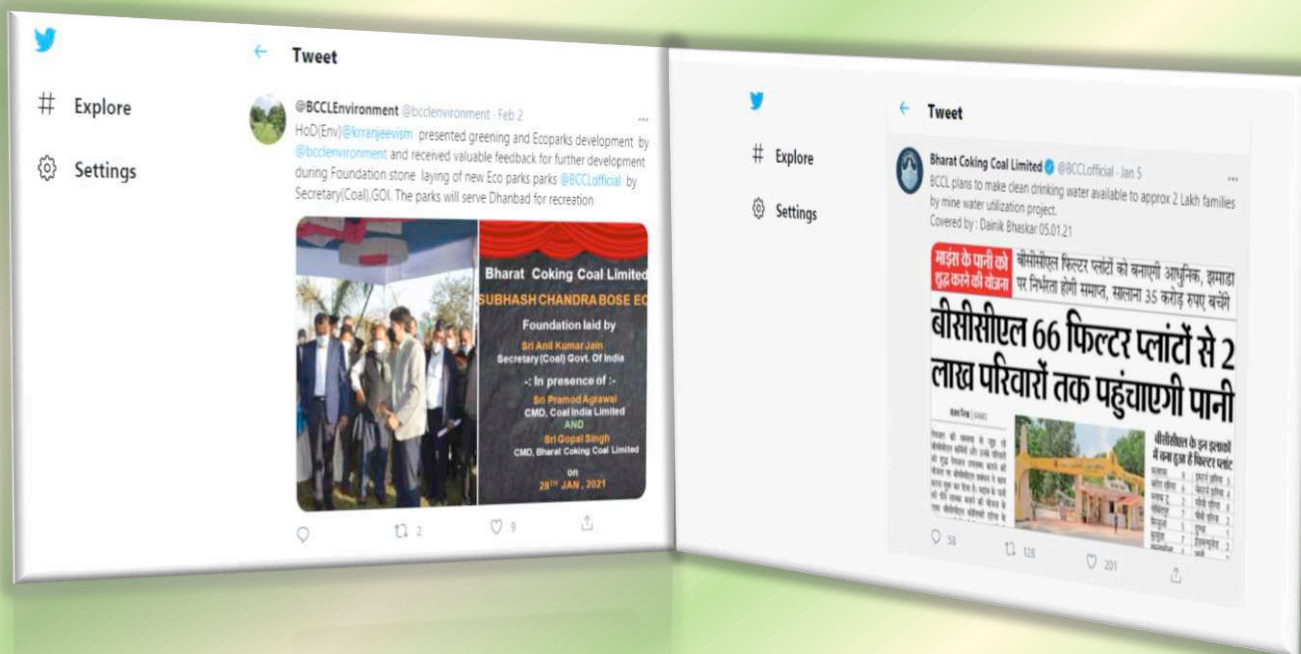 Tweet
# Explore
Settings
@BCCLEnvironment @bcclenvironment · Feb 2
HoD(Env)@krranjeevism presented greening and Ecoparks development by
@bcclenvironment and received valuable feedback for further development
during Foundation stone laying of new Eco parks parks @BCCLofficial by
Secretary(Coal),GOI. The parks will serve Dhanbad for recreation
Bharat Coking Coal Limited
SUBHASH CHANDRA BOSE EC
Foundation laid by
Sri Anil Kumar Jain
Secretary(Coal) Govt. Of India
-: In presence of :-
Sri Pramod Agrawal
CMD, Coal India Limited
AND
Sri Gopal Singh
CMD, Bharat Coking Coal Limited
on
28TH JAN, 2021
2 9
Tweet
# Explore
Settings
Bharat Coking Coal Limited @BCCLofficial · Jan 5
BCCL plans to make clean drinking water available to approx 2 Lakh families
by mine water utilization project.
Covered by : Dainik Bhaskar 05.01.21
माइंस के पानी को
शुद्ध करने की योजना
बीसीसीएल फिल्टर प्लांटों को बनाएगी आधुनिक, झमाडा
पर निर्भरता होगी समाप्त, सालाना 35 करोड़ रुपए बचेंगे
बीसीसीएल 66 फिल्टर प्लांटों से 2
लाख परिवारों तक पहुंचाएगी पानी
बीसीसीएल के इन इलाकों
में बना हुआ है फिल्टर प्लांट
58 128 201